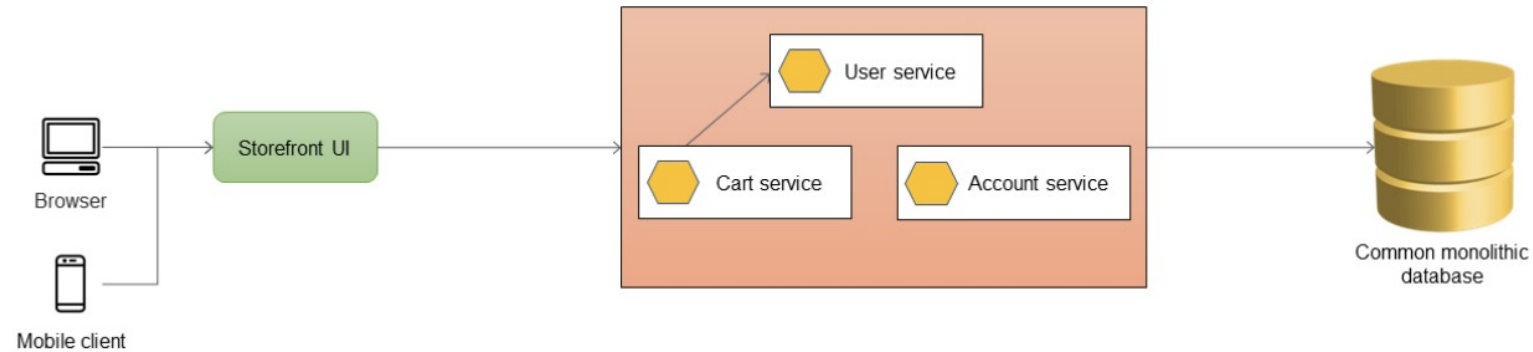 Browser
Mobile client
Storefront UI
User service
Cart service
Account service
Common monolithic
database